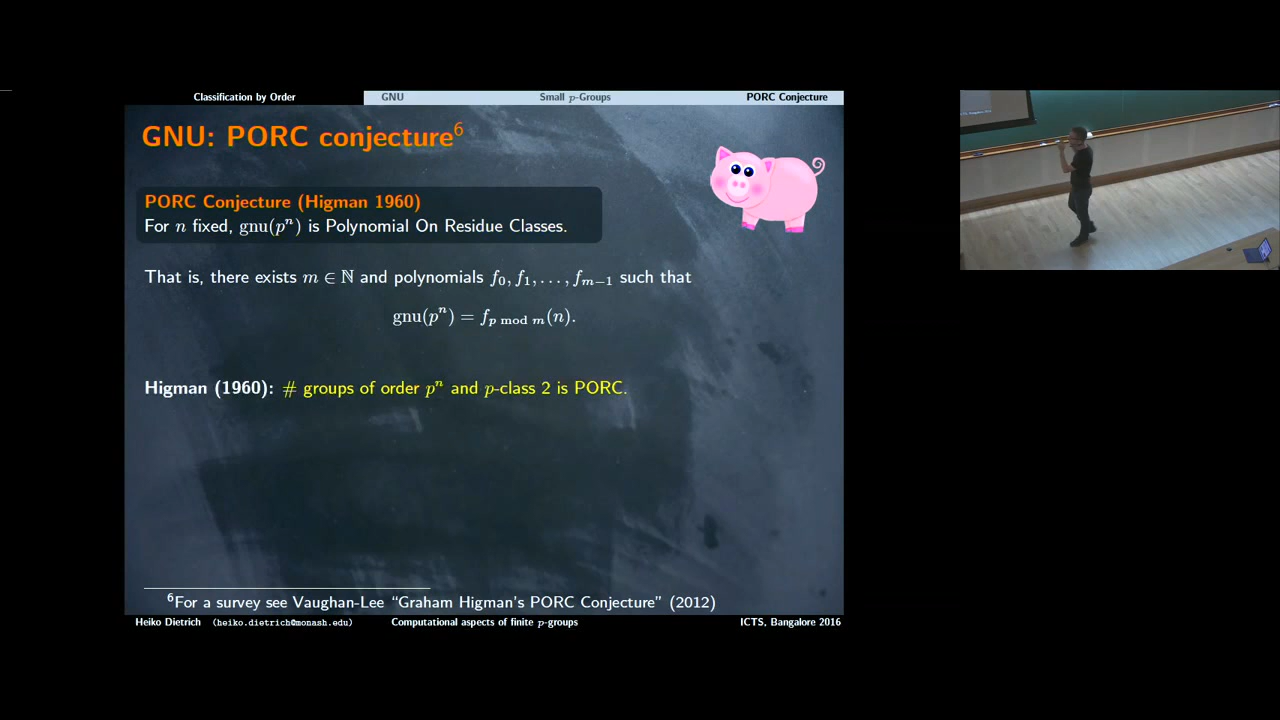 Classification by Order GNU Small p-Groups PORC Conjecture
GNU: PORC conjecture⁶
PORC Conjecture (Higman 1960)
For n fixed, gnu(pⁿ) is Polynomial On Residue Classes.
That is, there exists m ∈ ℕ and polynomials f₀, f₁, . . . , fₘ₋₁ such that
gnu(pⁿ) = f_{p mod m}(n).
Higman (1960): # groups of order pⁿ and p-class 2 is PORC.
⁶For a survey see Vaughan-Lee “Graham Higman's PORC Conjecture” (2012)
Heiko Dietrich (heiko.dietrich@monash.edu) Computational aspects of finite p-groups ICTS, Bangalore 2016